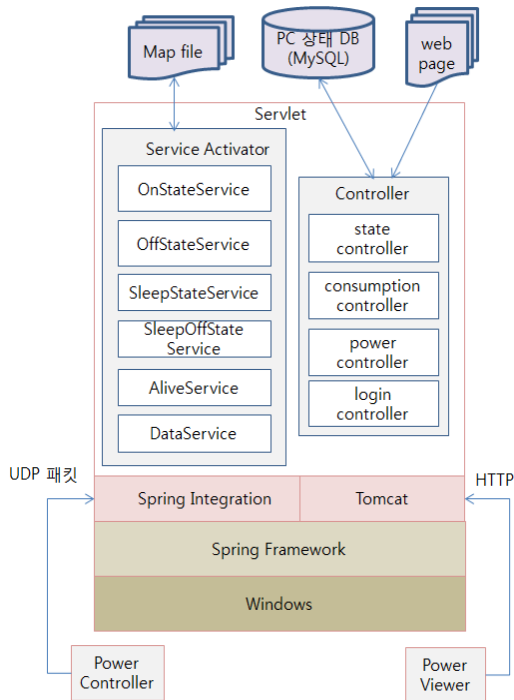 Map file
PC 상태 DB
(MySQL)
web
page
Servlet
Service Activator
OnStateService
OffStateService
SleepStateService
SleepOffState
Service
AliveService
DataService
Controller
state
controller
consumption
controller
power
controller
login
controller
UDP 패킷
HTTP
Spring Integration
Tomcat
Spring Framework
Windows
Power
Controller
Power
Viewer